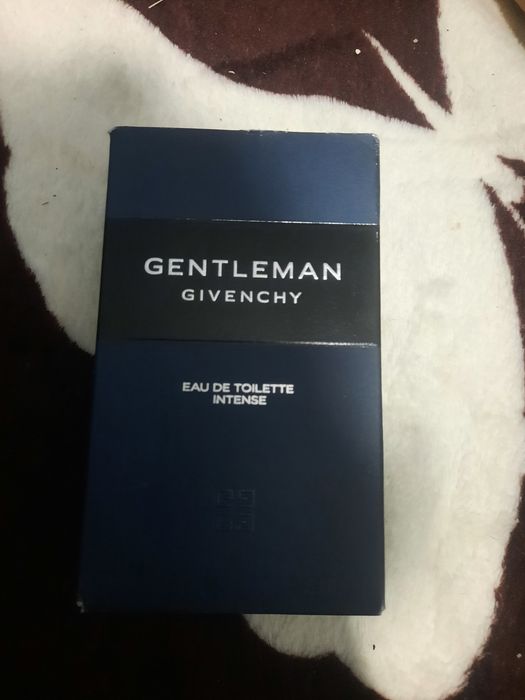 GENTLEMAN
GIVENCHY
EAU DE TOILETTE
INTENSE